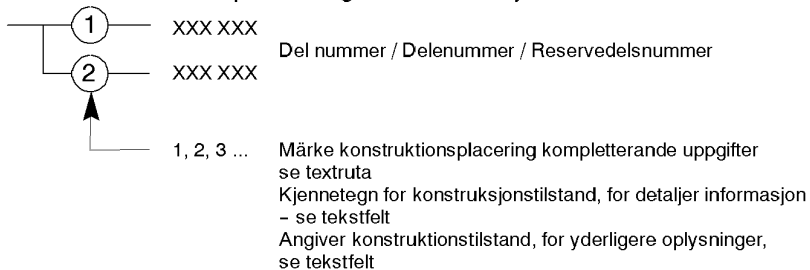 1 XXX XXX
Del nummer / Delenummer / Reservedelsnummer
2 XXX XXX
1, 2, 3 ... Märke konstruktionsplacering kompletterande uppgifter
se textruta
Kjennetegn for konstruksjonstilstand, for detaljer informasjon
– se tekstfelt
Angiver konstruktionstilstand, for yderligere oplysninger,
se tekstfelt